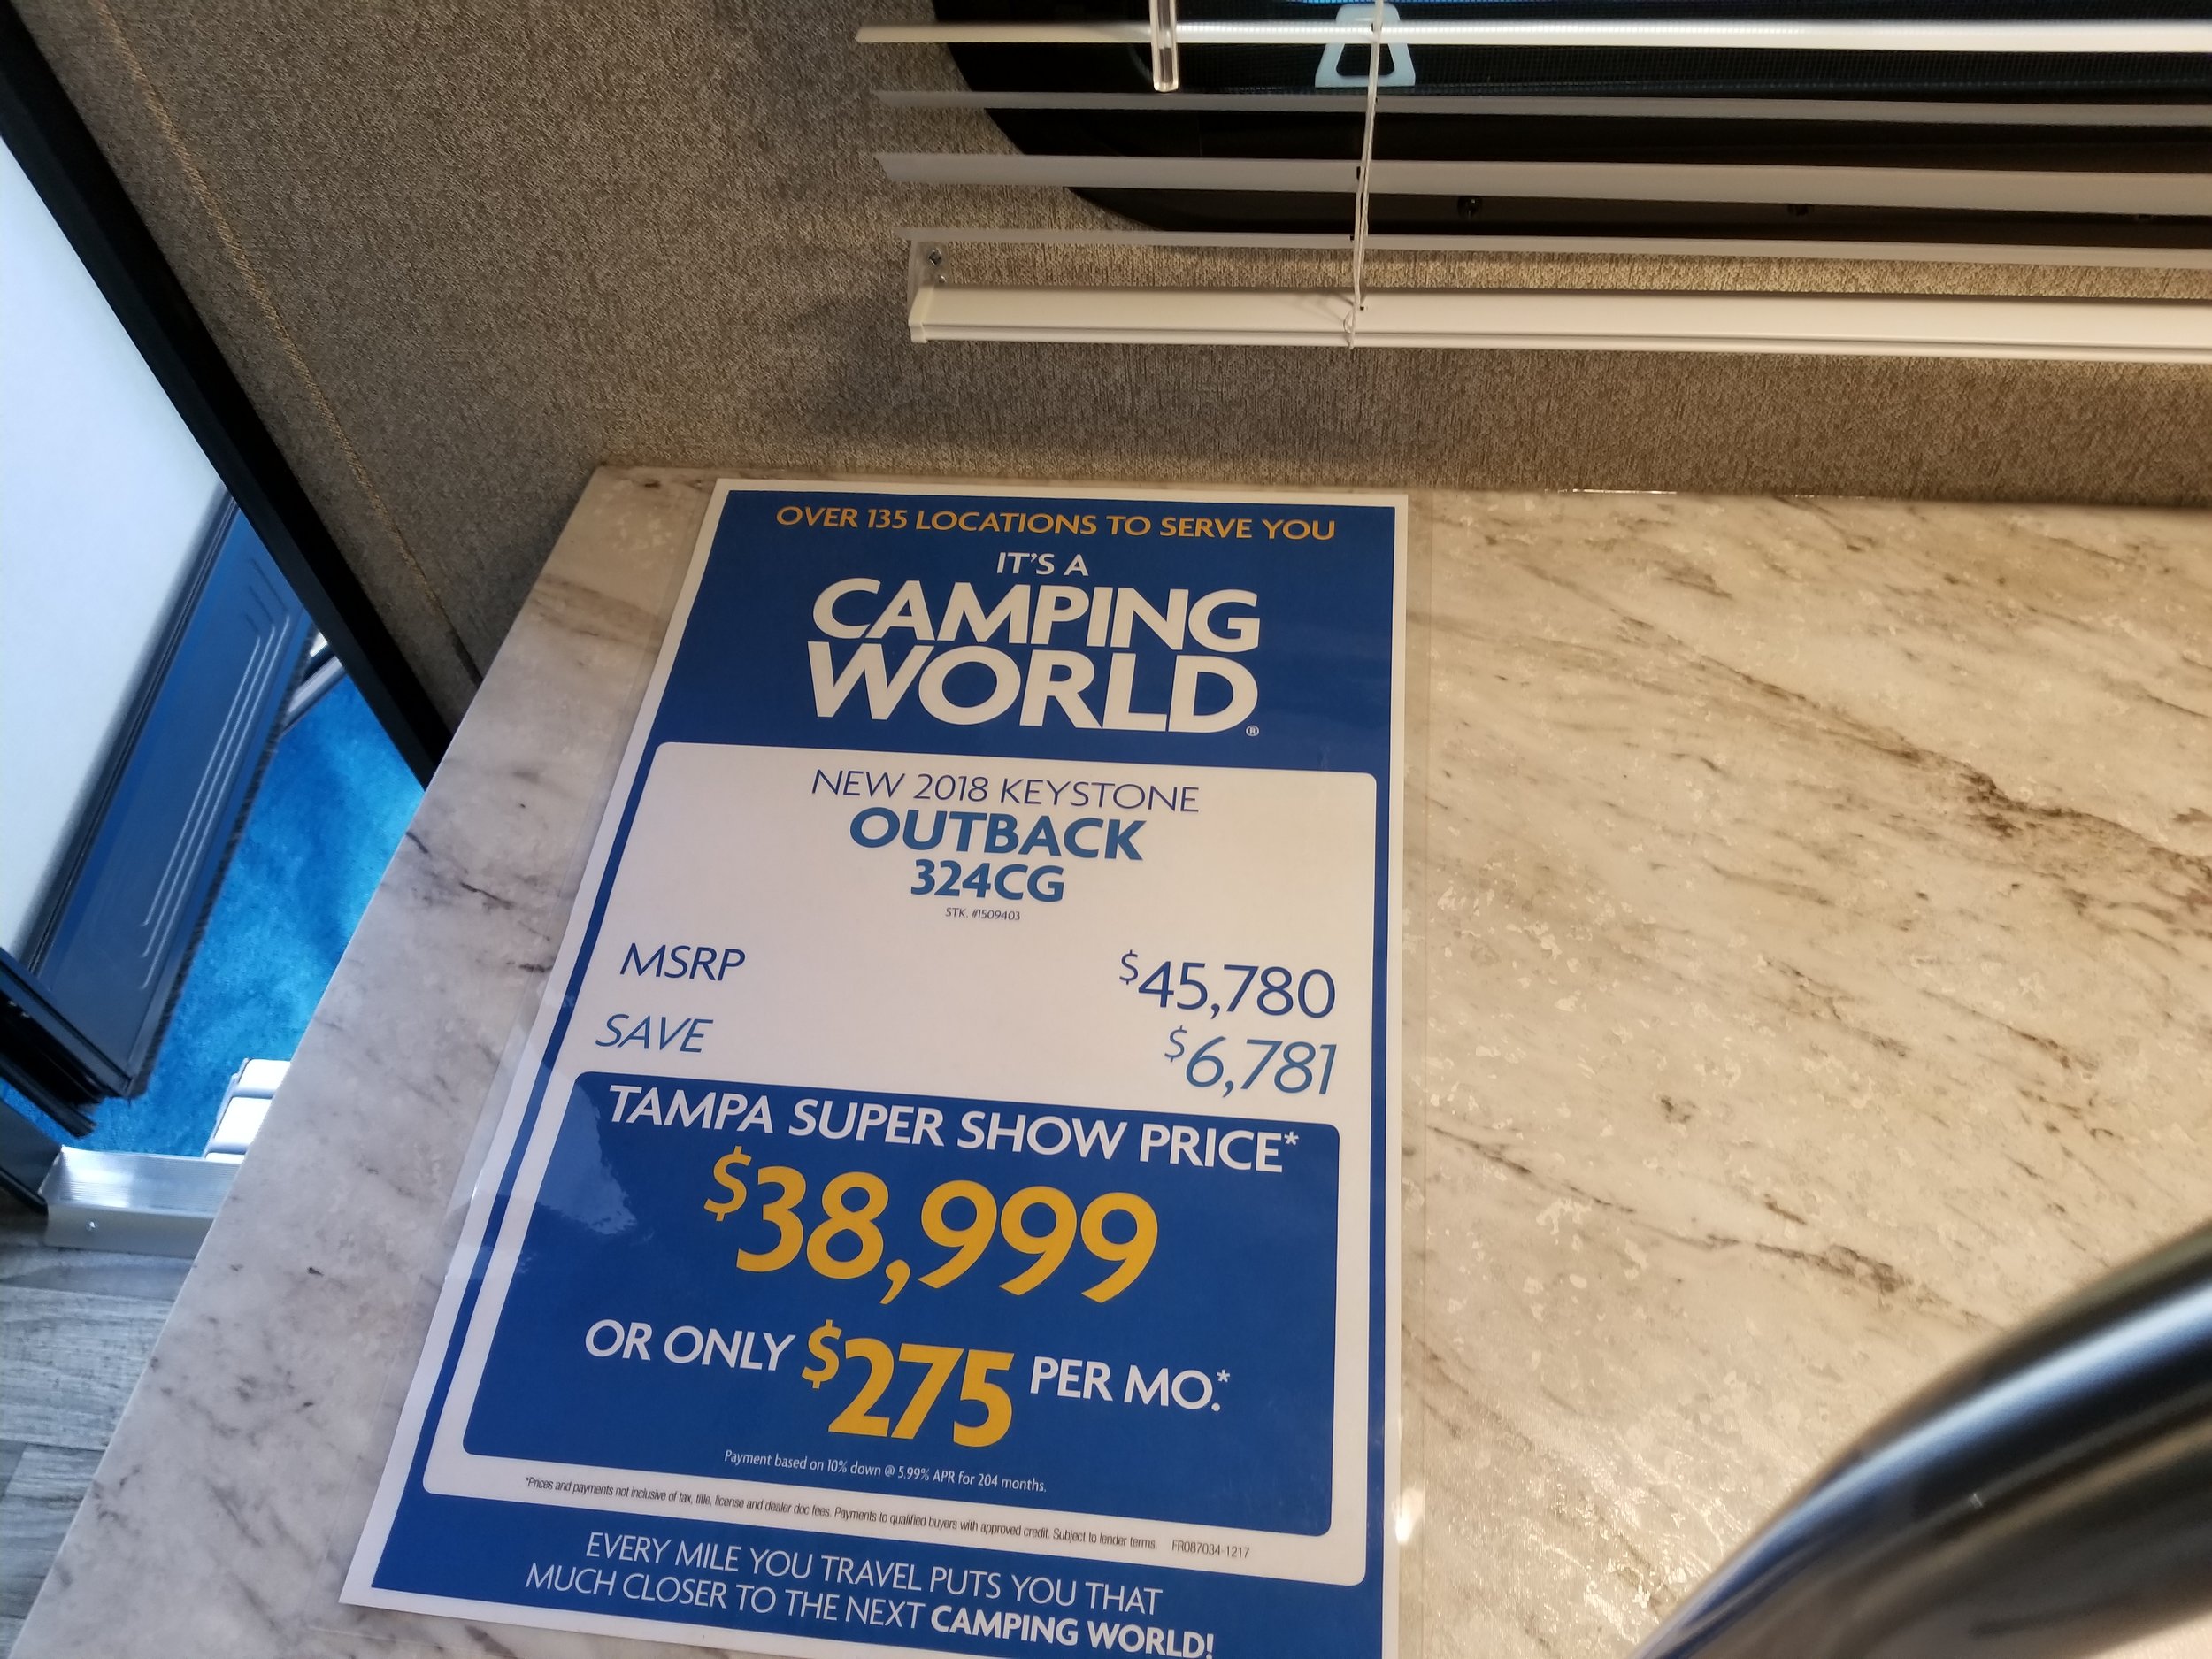 OVER 135 LOCATIONS TO SERVE YOU
IT'S A
CAMPING
WORLD®
NEW 2018 KEYSTONE
OUTBACK
324CG
STK. #1509403
MSRP $45,780
SAVE $6,781
TAMPA SUPER SHOW PRICE*
$38,999
OR ONLY $275 PER MO.*
Payment based on 10% down @ 5.99% APR for 204 months.
*Prices and payments not inclusive of tax, title, license and dealer doc fees. Payments to qualified buyers with approved credit. Subject to lender terms. FR087034-1217
EVERY MILE YOU TRAVEL PUTS YOU THAT
MUCH CLOSER TO THE NEXT CAMPING WORLD!